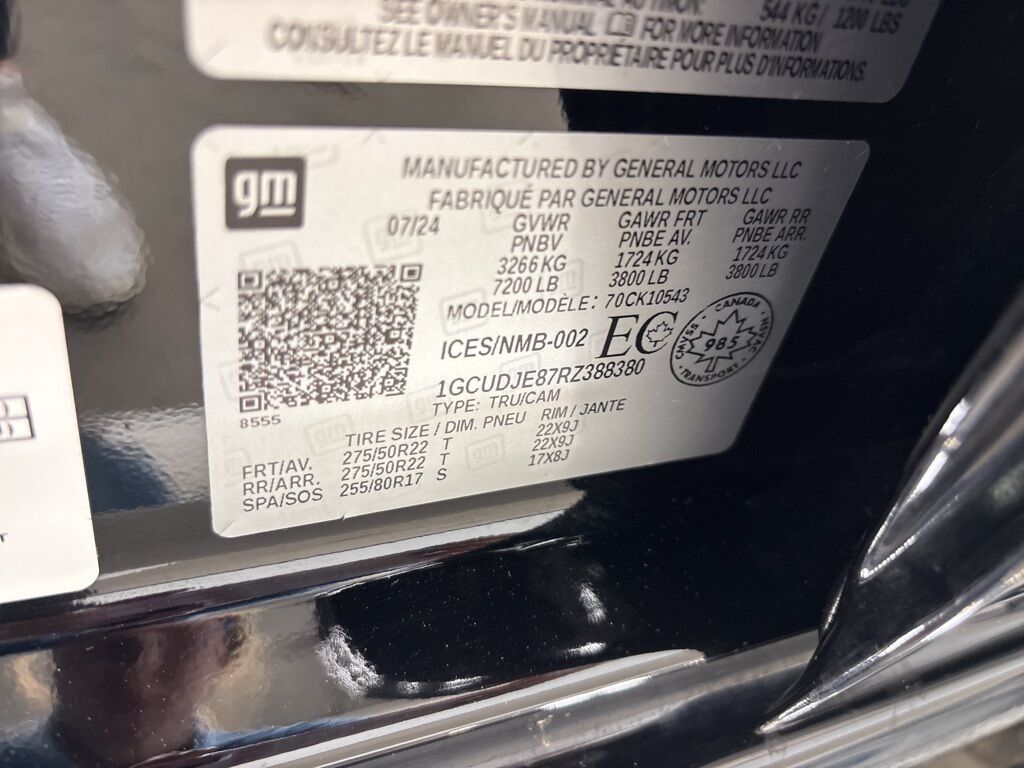 544 KG / 1200 LBS
SEE OWNER'S MANUAL FOR MORE INFORMATION
CONSULTEZ LE MANUEL DU PROPRIETAIRE POUR PLUS D'INFORMATIONS.
gm
MANUFACTURED BY GENERAL MOTORS LLC
FABRIQUÉ PAR GENERAL MOTORS LLC
07/24 GVWR GAWR FRT GAWR RR
PNBV PNBE AV. PNBE ARR.
3266 KG 1724 KG 1724 KG
7200 LB 3800 LB 3800 LB
MODEL/MODÈLE: 70CK10543
ICES/NMB-002 EC
CANADA CMVSS NSVAC TRANSPORT 985
1GCUDJE87RZ388380
8555
TYPE: TRU/CAM
TIRE SIZE / DIM. PNEU RIM / JANTE
FRT/AV. 275/50R22 T 22X9J
RR/ARR. 275/50R22 T 22X9J
SPA/SOS 255/80R17 S 17X8J